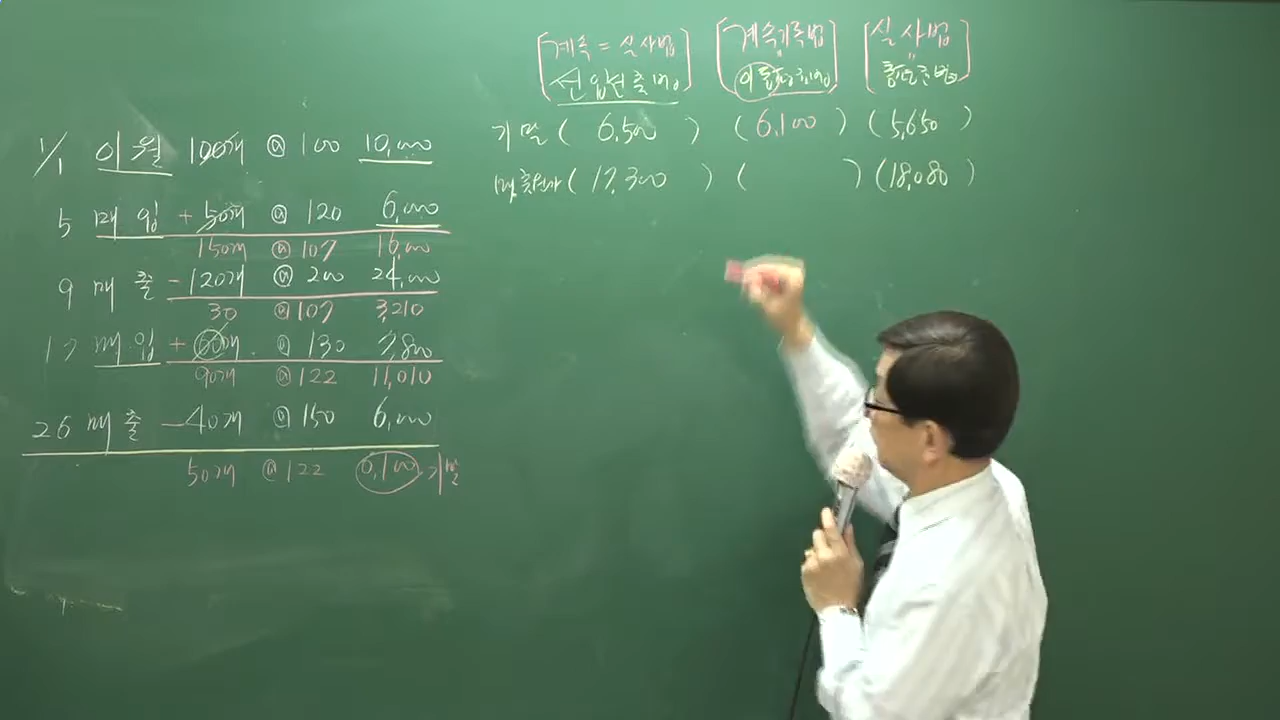 [계속 = 실사법] [계속기록법] [실사법]
선입선출법 이동평균법 총평균법
기말 ( 6,500 ) ( 6,100 ) ( 5,650 )
매출원가 ( 17,300 ) ( ) ( 18,080 )
1/1 이월 100개 @ 100 10,000
5 매입 + 50개 @ 120 6,000
150개 @ 107 16,000
9 매출 - 120개 @ 200 24,000
30 @ 107 3,210
17 매입 + 60개 @ 130 7,800
90개 @ 122 11,010
26 매출 - 40개 @ 150 6,000
50개 @ 122 6,100 기말